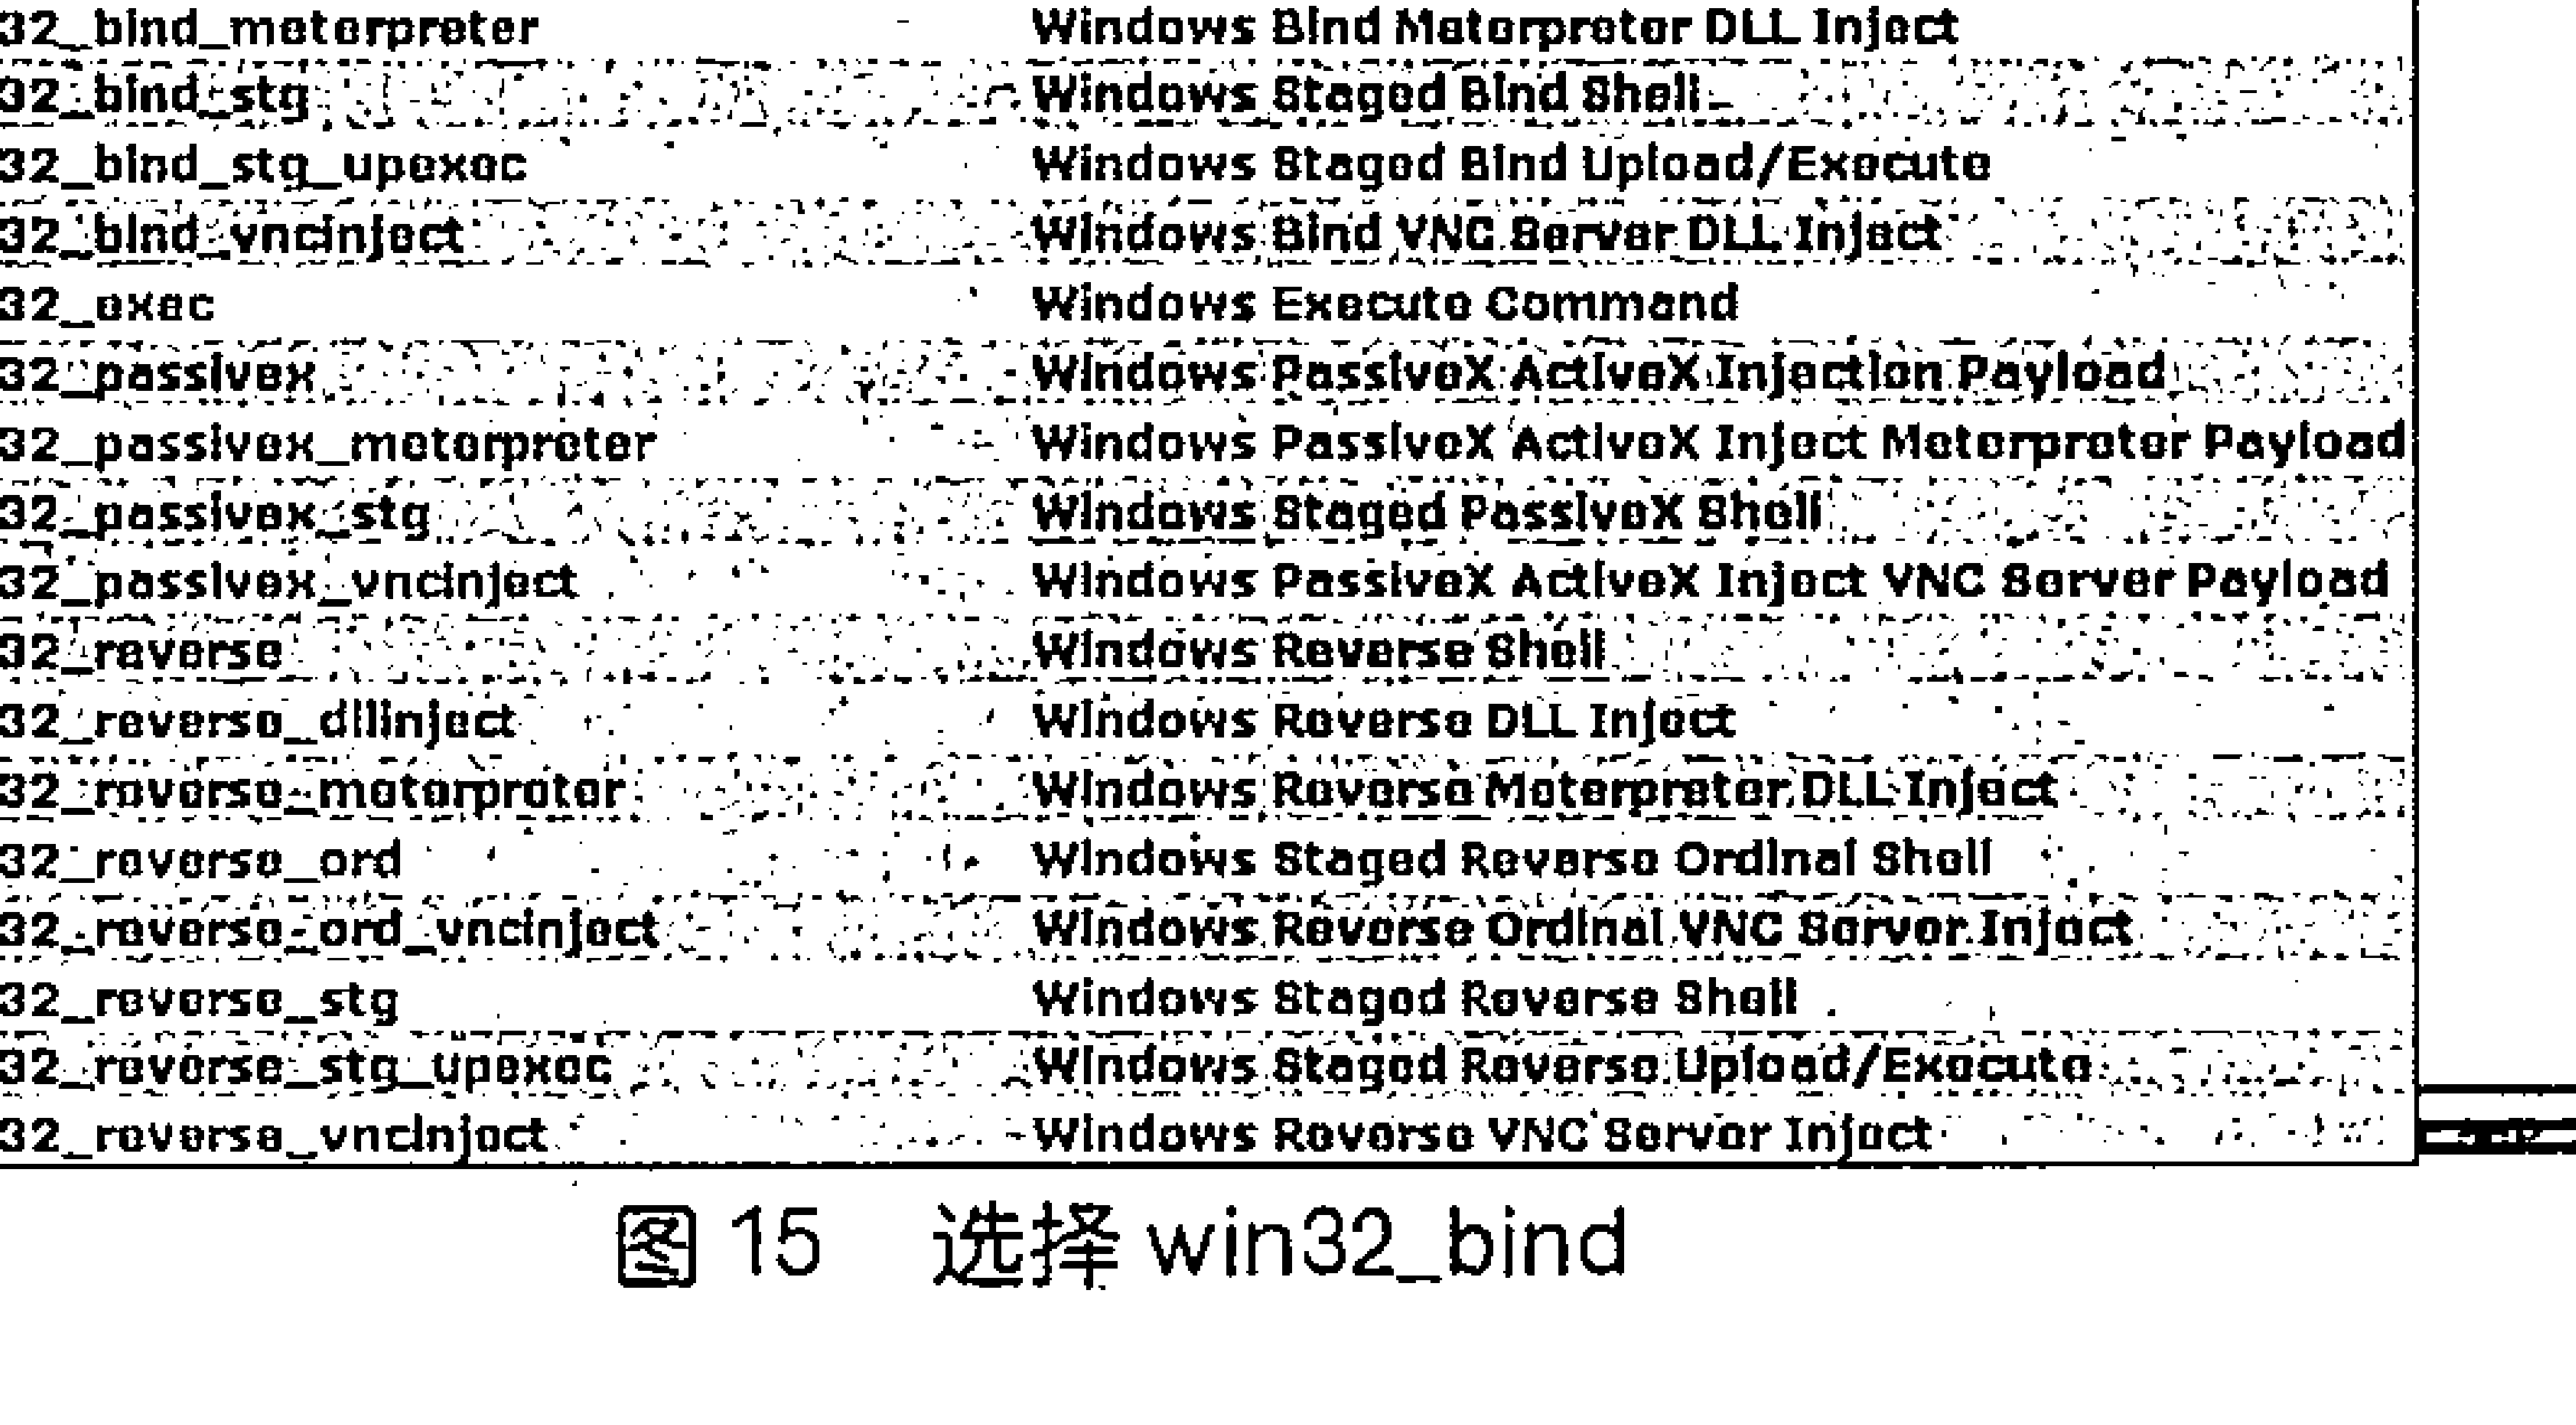 32_bind_meterpreter Windows Bind Meterpreter DLL Inject
32_bind_stg Windows Staged Bind Shell
32_bind_stg_upexec Windows Staged Bind Upload/Execute
32_bind_vncinject Windows Bind VNC Server DLL Inject
32_exec Windows Execute Command
32_passivex Windows PassiveX ActiveX Injection Payload
32_passivex_meterpreter Windows PassiveX ActiveX Inject Meterpreter Payload
32_passivex_stg Windows Staged PassiveX Shell
32_passivex_vncinject Windows PassiveX ActiveX Inject VNC Server Payload
32_reverse Windows Reverse Shell
32_reverse_dllinject Windows Reverse DLL Inject
32_reverse_meterpreter Windows Reverse Meterpreter DLL Inject
32_reverse_ord Windows Staged Reverse Ordinal Shell
32_reverse_ord_vncinject Windows Reverse Ordinal VNC Server Inject
32_reverse_stg Windows Staged Reverse Shell
32_reverse_stg_upexec Windows Staged Reverse Upload/Execute
32_reverse_vncinject Windows Reverse VNC Server Inject
图 15 选择 win32_bind